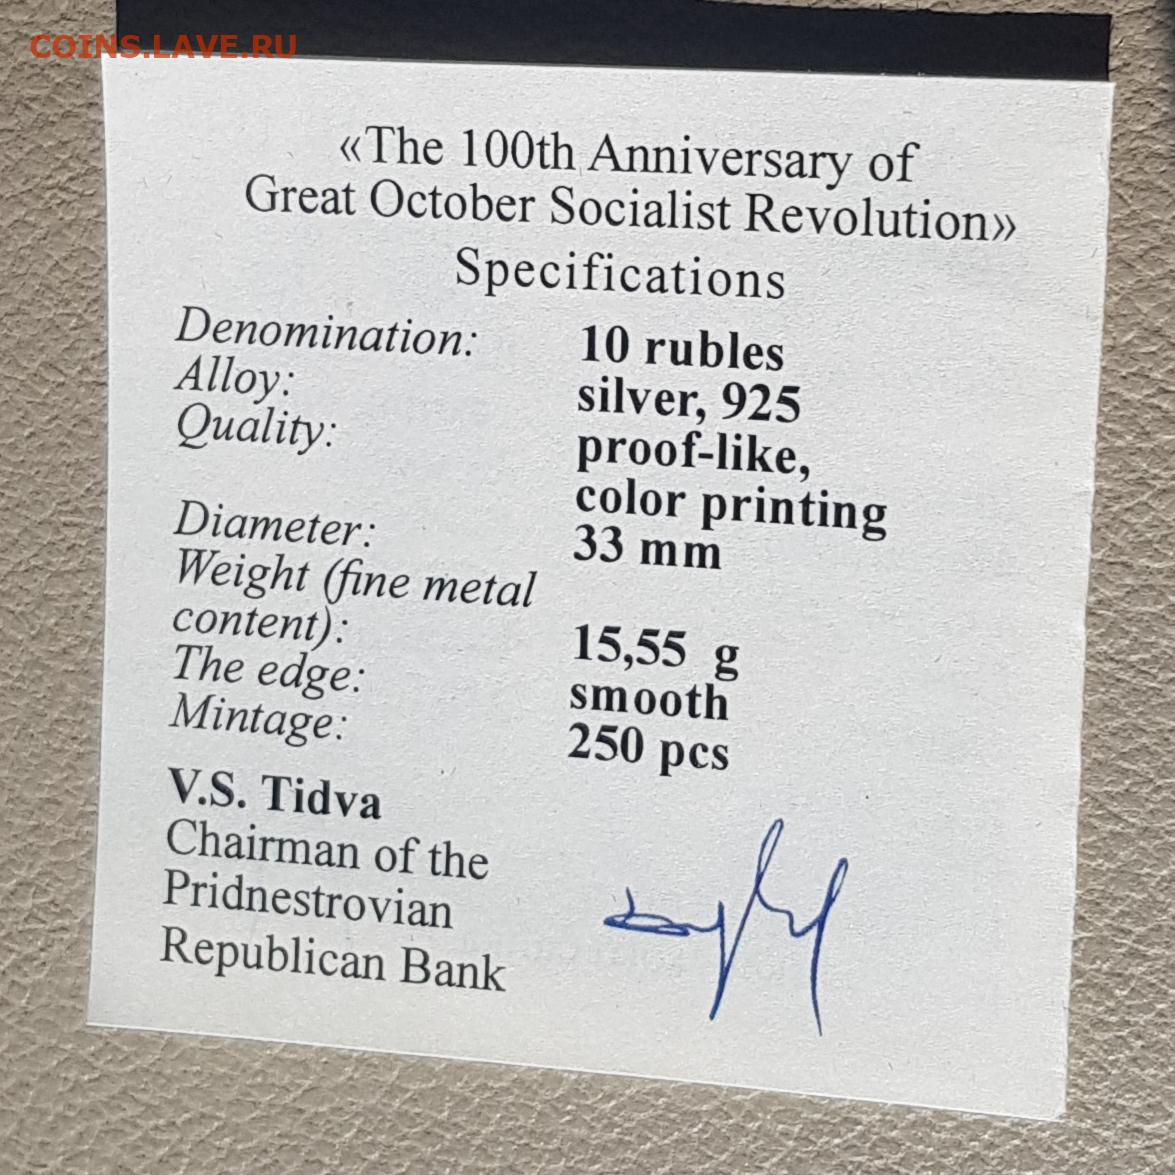 COINS.LAVE.RU
«The 100th Anniversary of
Great October Socialist Revolution»
Specifications
Denomination: 10 rubles
Alloy: silver, 925
Quality: proof-like,
color printing
Diameter: 33 mm
Weight (fine metal
content): 15,55 g
The edge: smooth
Mintage: 250 pcs
V.S. Tidva
Chairman of the
Pridnestrovian
Republican Bank